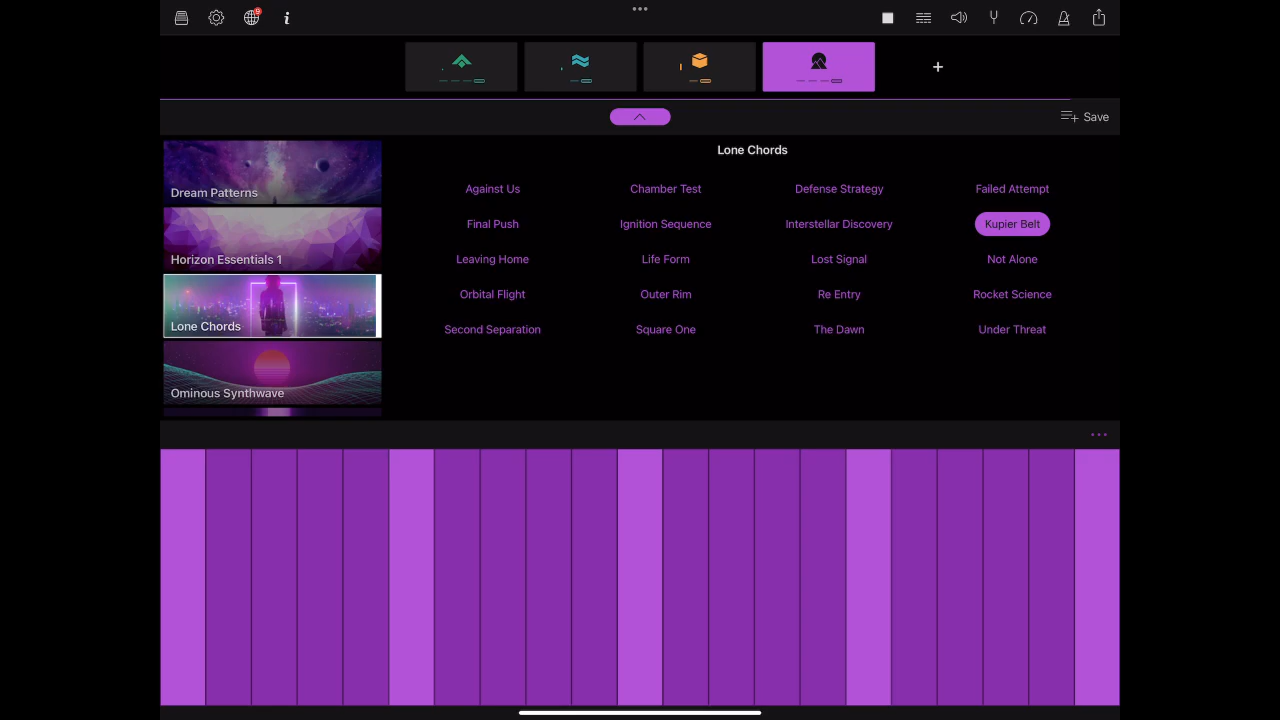 9
Save
Dream Patterns
Horizon Essentials 1
Lone Chords
Ominous Synthwave
Lone Chords
Against Us Chamber Test Defense Strategy Failed Attempt
Final Push Ignition Sequence Interstellar Discovery Kupier Belt
Leaving Home Life Form Lost Signal Not Alone
Orbital Flight Outer Rim Re Entry Rocket Science
Second Separation Square One The Dawn Under Threat